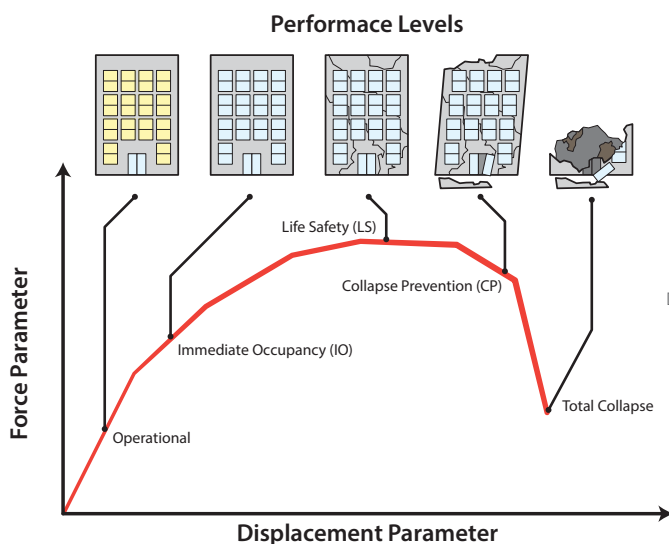 Performace Levels
Life Safety (LS)
Collapse Prevention (CP)
Immediate Occupancy (IO)
Total Collapse
Operational
Force Parameter
Displacement Parameter